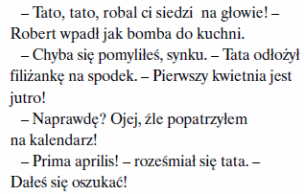 – Tato, tato, robal ci siedzi na głowie! –
Robert wpadł jak bomba do kuchni.
– Chyba się pomyliłeś, synku. – Tata odłożył
filiżankę na spodek. – Pierwszy kwietnia jest
jutro!
– Naprawdę? Ojej, źle popatrzyłem
na kalendarz!
– Prima aprilis! – roześmiał się tata. –
Dałeś się oszukać!